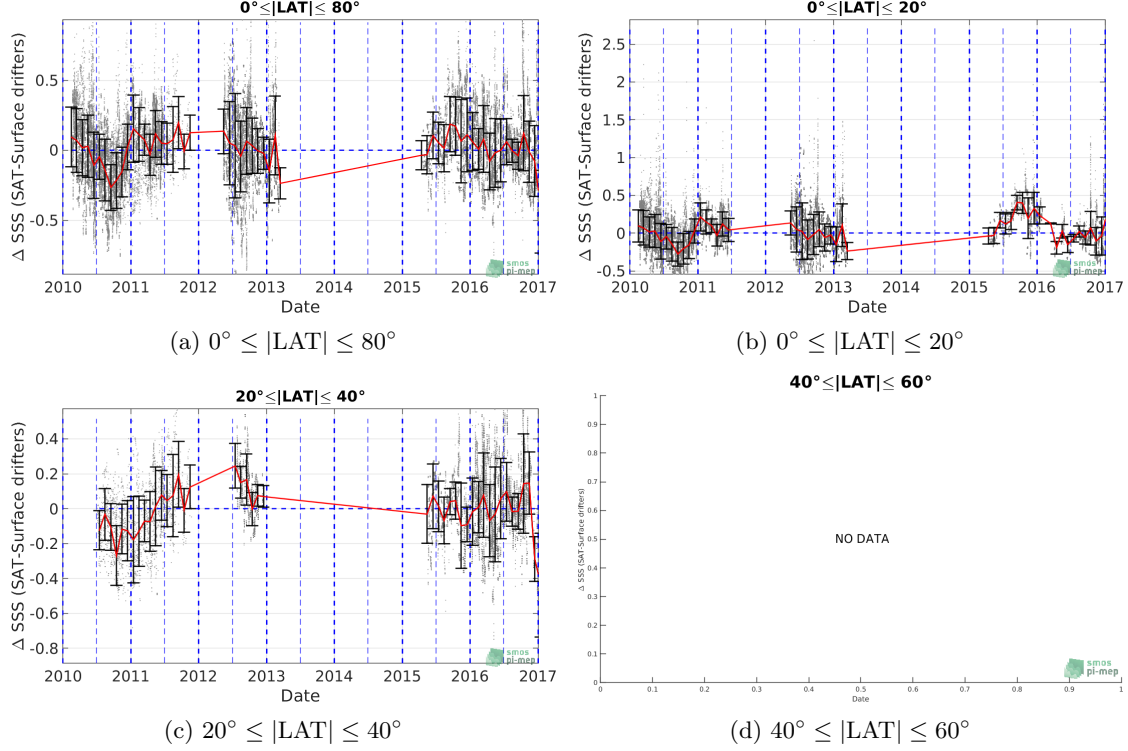 0°≤|LAT|≤ 80°
Δ SSS (SAT-Surface drifters)
0.5
0
-0.5
2010 2011 2012 2013 2014 2015 2016 2017
Date
smos
pi-mep
(a) 0° ≤ |LAT| ≤ 80°
0°≤|LAT|≤ 20°
Δ SSS (SAT-Surface drifters)
2.5
2
1.5
1
0.5
0
-0.5
2010 2011 2012 2013 2014 2015 2016 2017
Date
smos
pi-mep
(b) 0° ≤ |LAT| ≤ 20°
20°≤|LAT|≤ 40°
Δ SSS (SAT-Surface drifters)
0.4
0.2
0
-0.2
-0.4
-0.6
-0.8
2010 2011 2012 2013 2014 2015 2016 2017
Date
smos
pi-mep
(c) 20° ≤ |LAT| ≤ 40°
40°≤|LAT|≤ 60°
Δ SSS (SAT-Surface drifters)
1
0.9
0.8
0.7
0.6
0.5
0.4
0.3
0.2
0.1
0
NO DATA
0 0.1 0.2 0.3 0.4 0.5 0.6 0.7 0.8 0.9 1
Date
smos
pi-mep
(d) 40° ≤ |LAT| ≤ 60°